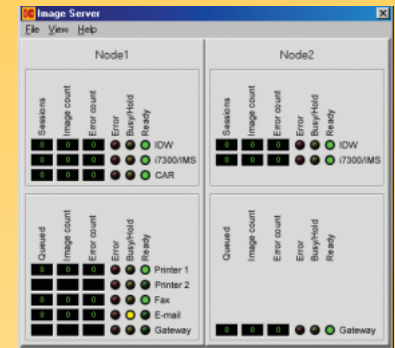 Image Server
File View Help
Node1
Sessions Image count Error count Error Busy/Hold Ready
0 0 0 IDW
0 0 0 i7300/IMS
0 0 0 CAR
Queued Image count Error count Error Busy/Hold Ready
0 0 0 Printer 1
Printer 2
0 0 0 Fax
0 0 0 E-mail
Gateway
Node2
Sessions Image count Error count Error Busy/Hold Ready
0 0 0 IDW
0 0 0 i7300/IMS
Queued Image count Error count Error Busy/Hold Ready
0 0 0 Gateway